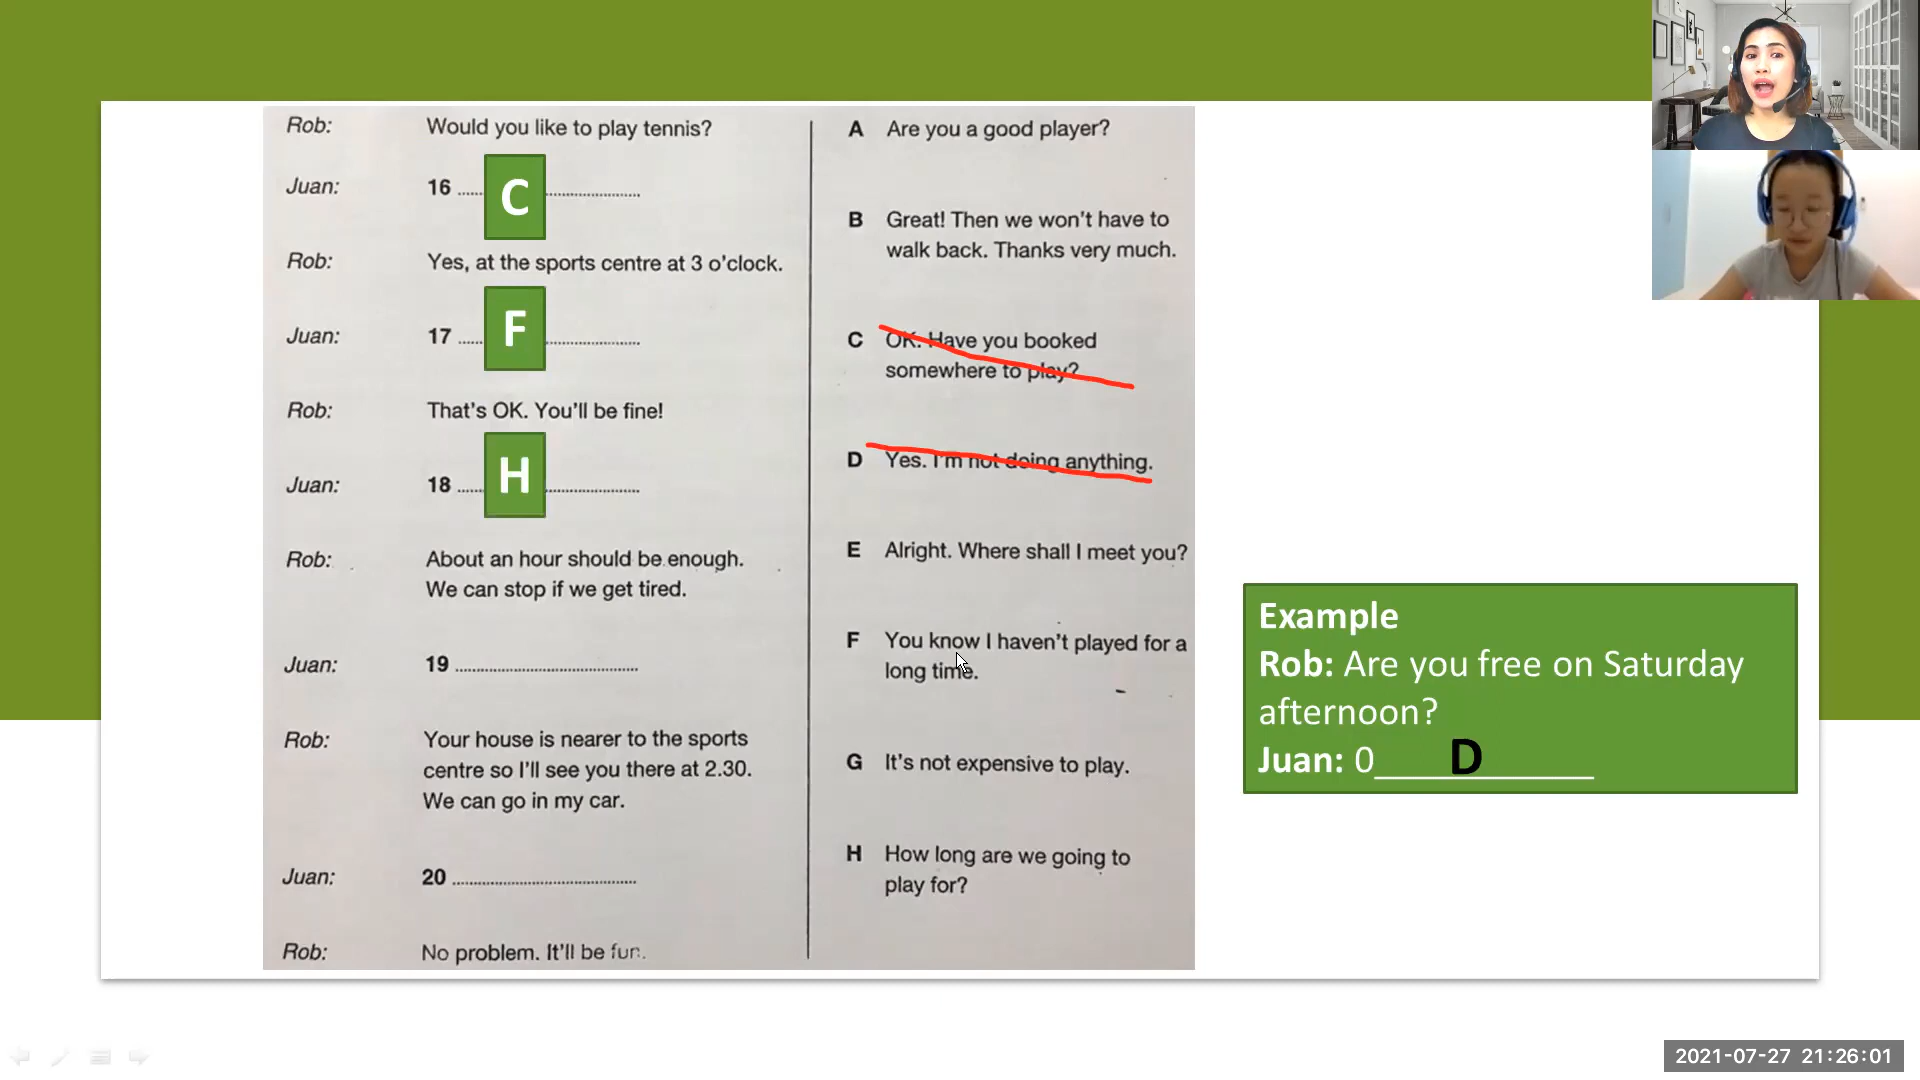 Rob: Would you like to play tennis?
Juan: 16 ...... C ......................
Rob: Yes, at the sports centre at 3 o'clock.
Juan: 17 ...... F ......................
Rob: That's OK. You'll be fine!
Juan: 18 ...... H ......................
Rob: About an hour should be enough.
We can stop if we get tired.
Juan: 19 ..........................................
Rob: Your house is nearer to the sports
centre so I'll see you there at 2.30.
We can go in my car.
Juan: 20 ..........................................
Rob: No problem. It'll be fun.
A Are you a good player?
B Great! Then we won't have to
walk back. Thanks very much.
C OK. Have you booked
somewhere to play?
D Yes. I'm not doing anything.
E Alright. Where shall I meet you?
F You know I haven't played for a
long time.
G It's not expensive to play.
H How long are we going to
play for?
Example
Rob: Are you free on Saturday
afternoon?
Juan: 0____D______
2021-07-27 21:26:01